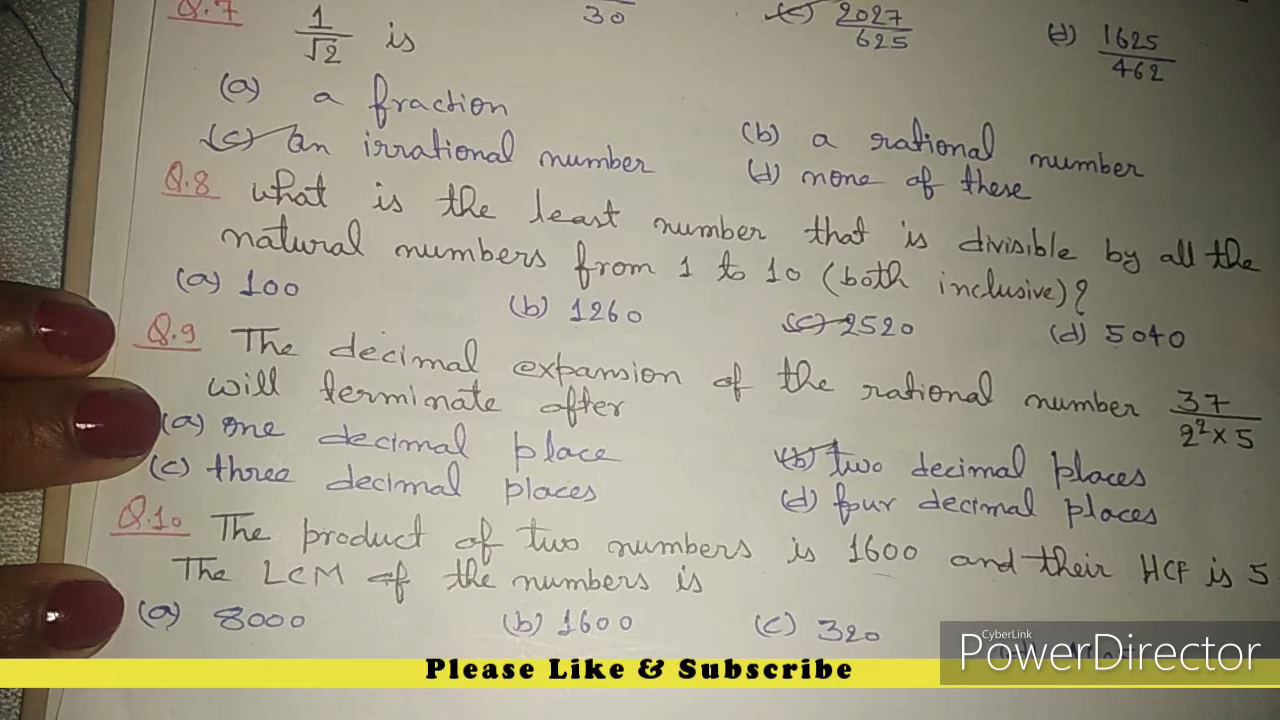 30 (c) 2027/625 (d) 1625/462
Q.7 1/√2 is
(a) a fraction (b) a rational number
(c) an irrational number (d) none of these
Q.8 What is the least number that is divisible by all the
natural numbers from 1 to 10 (both inclusive)?
(a) 100 (b) 1260 (c) 2520 (d) 5040
Q.9 The decimal expansion of the rational number 37/2²×5
will terminate after
(a) one decimal place (b) two decimal places
(c) three decimal places (d) four decimal places
Q.10 The product of two numbers is 1600 and their HCF is 5
The LCM of the numbers is
(a) 8000 (b) 1600 (c) 320
CyberLink
PowerDirector
Please Like & Subscribe